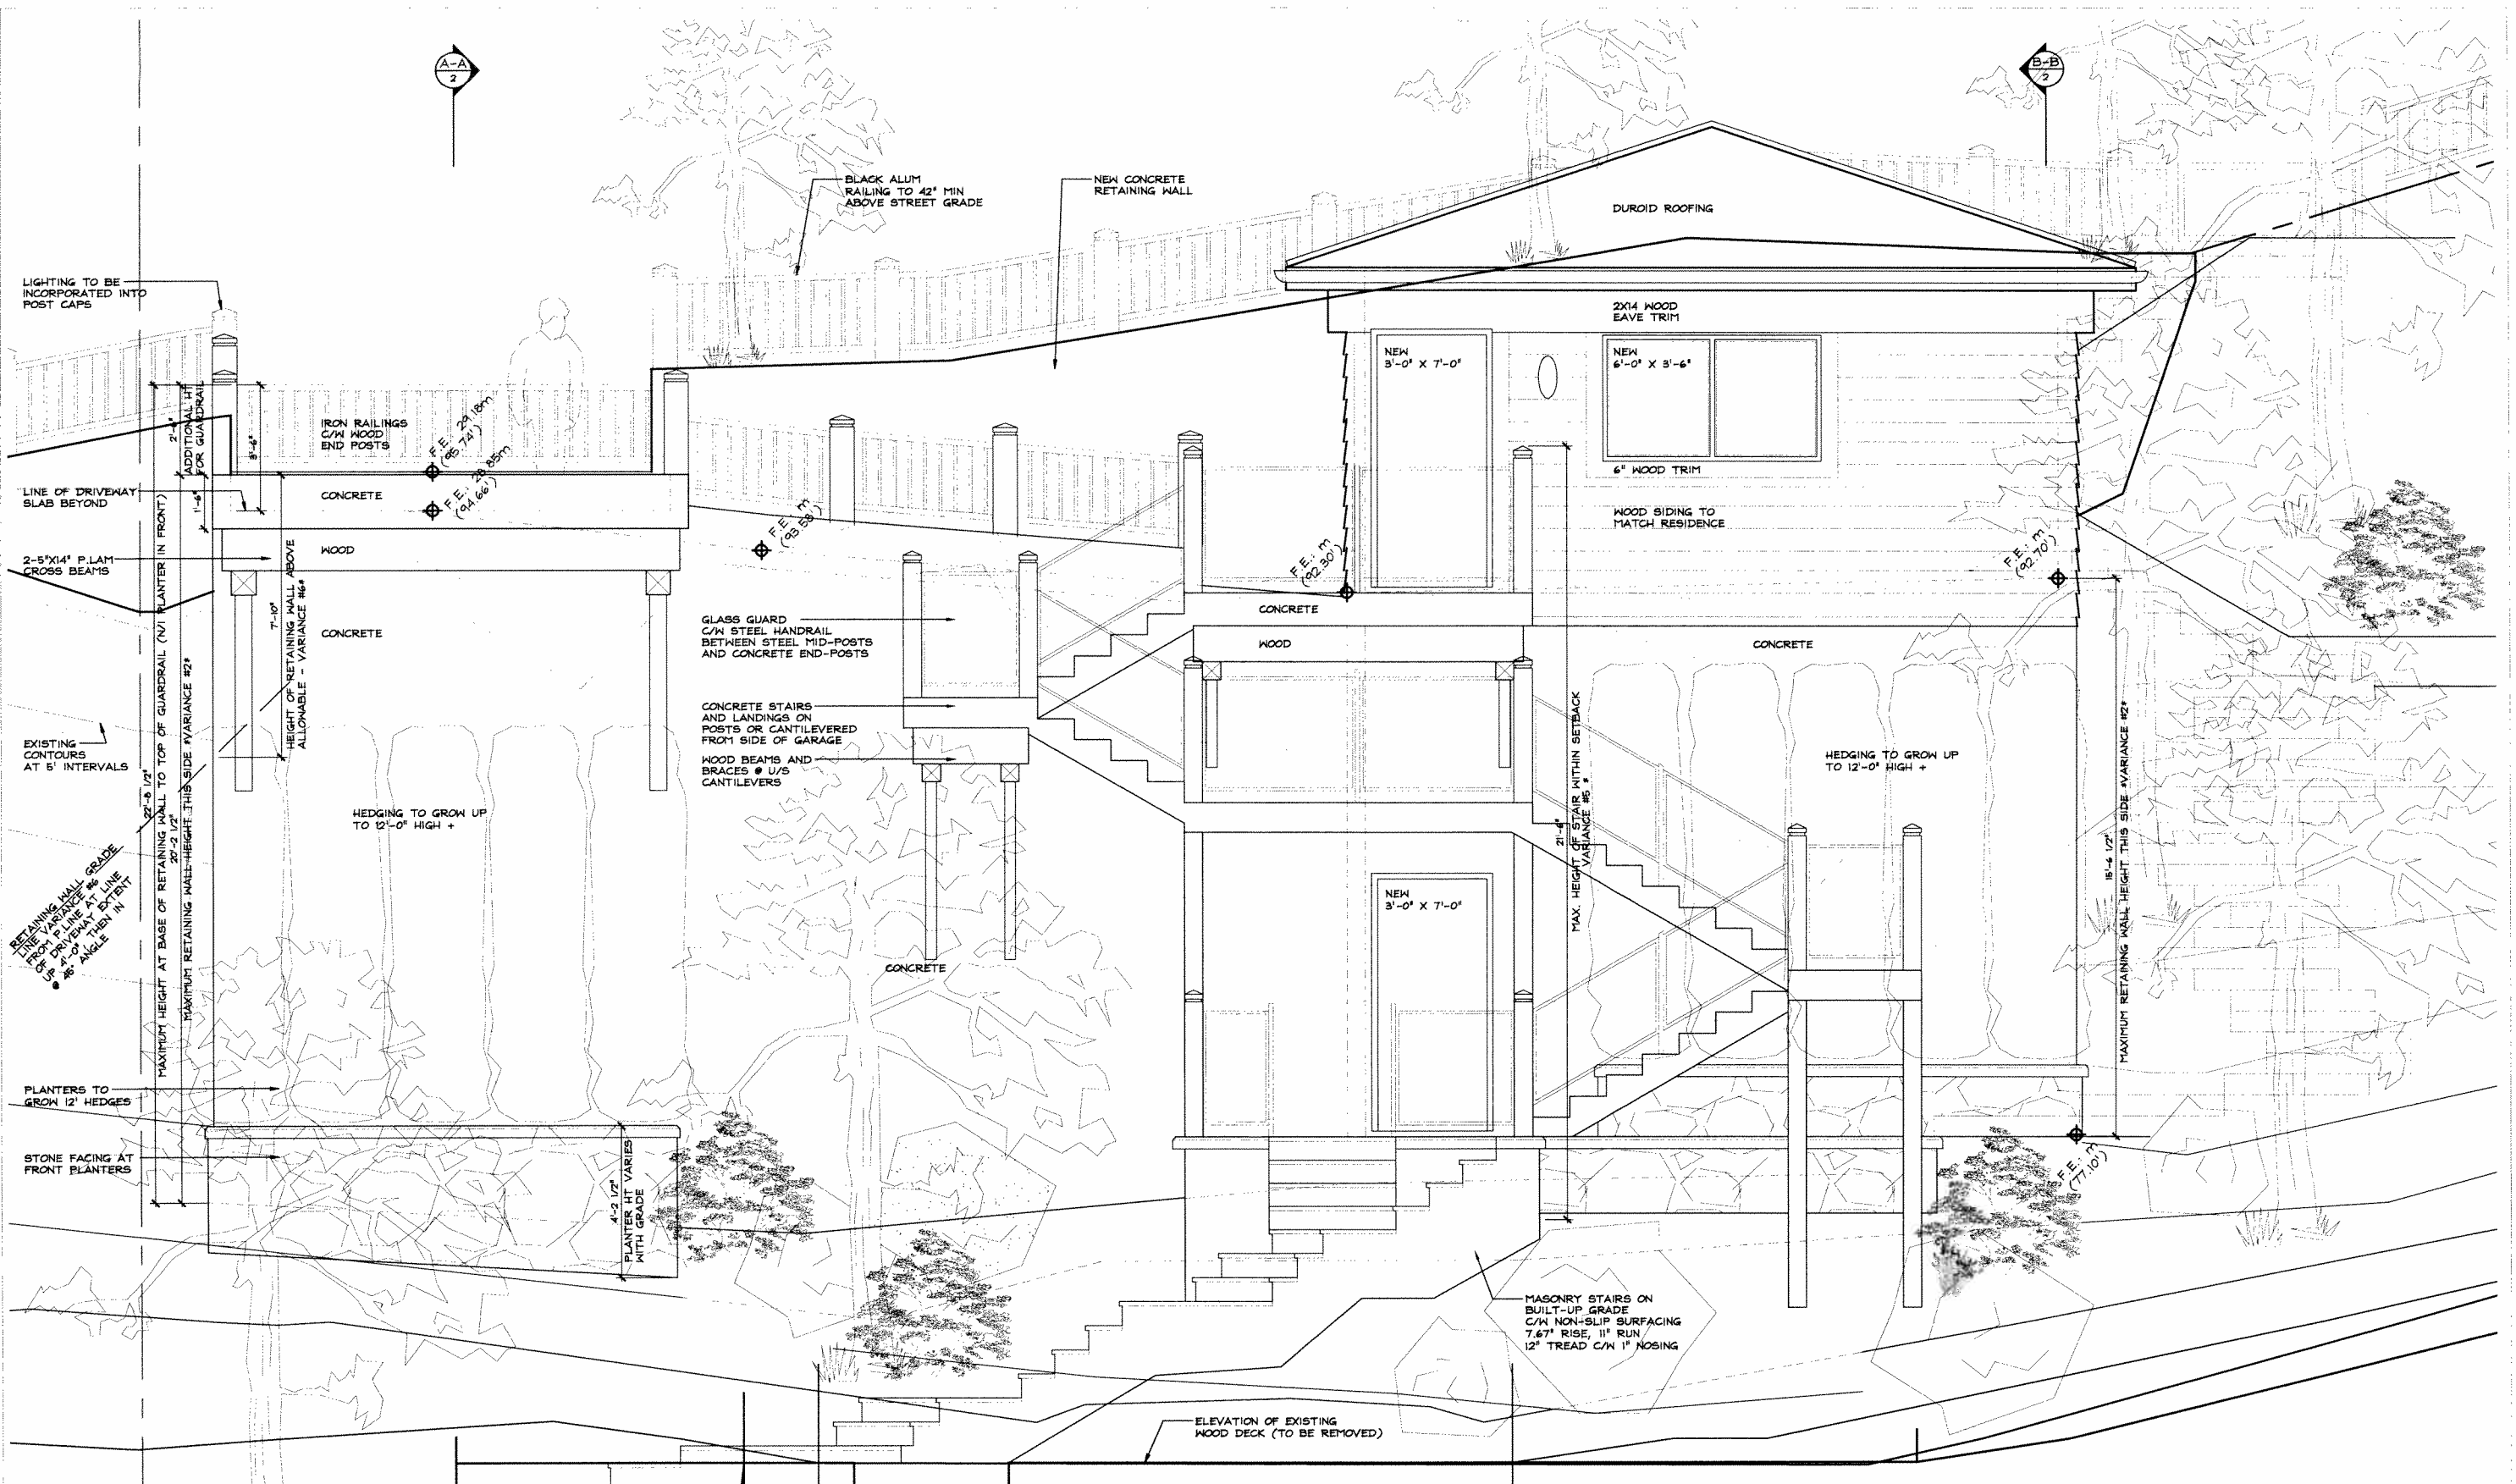 A-A
2
B-B
2
BLACK ALUM
RAILING TO 42" MIN
ABOVE STREET GRADE
NEW CONCRETE
RETAINING WALL
DUROID ROOFING
LIGHTING TO BE
INCORPORATED INTO
POST CAPS
2X14 WOOD
EAVE TRIM
NEW
3'-0" X 7'-0"
NEW
6'-0" X 3'-6"
6" WOOD TRIM
WOOD SIDING TO
MATCH RESIDENCE
2'-6"
ADDITIONAL HT
FOR GUARDRAIL
3'-6"
1'-6"
IRON RAILINGS
C/W WOOD
END POSTS
F.E.: 29.18m
(95.74')
F.E.: 28.85m
(94.66')
LINE OF DRIVEWAY
SLAB BEYOND
CONCRETE
WOOD
2-5"X14" P.LAM
CROSS BEAMS
F.E.: m
(93.58')
F.E.: m
(92.30')
F.E.: m
(92.70')
7'-10"
HEIGHT OF RETAINING WALL ABOVE
ALLOWABLE - VARIANCE #6*
CONCRETE
GLASS GUARD
C/W STEEL HANDRAIL
BETWEEN STEEL MID-POSTS
AND CONCRETE END-POSTS
CONCRETE
WOOD
CONCRETE
CONCRETE STAIRS
AND LANDINGS ON
POSTS OR CANTILEVERED
FROM SIDE OF GARAGE
WOOD BEAMS AND
BRACES @ U/S
CANTILEVERS
EXISTING
CONTOURS
AT 5' INTERVALS
22'-8 1/2"
MAXIMUM HEIGHT AT BASE OF RETAINING WALL TO TOP OF GUARDRAIL (N/I PLANTER IN FRONT)
20'-2 1/2"
MAXIMUM RETAINING WALL HEIGHT THIS SIDE *VARIANCE #2*
HEDGING TO GROW UP
TO 12'-0" HIGH +
HEDGING TO GROW UP
TO 12'-0" HIGH +
21'-6"
MAX. HEIGHT OF STAIR WITHIN SETBACK
VARIANCE #5 *
15'-6 1/2"
MAXIMUM RETAINING WALL HEIGHT THIS SIDE *VARIANCE #2*
RETAINING WALL GRADE
LINE VARIANCE #6
FROM P.LINE AT LINE
OF DRIVEWAY EXTENT
UP 4'-0" THEN IN
@ 45° ANGLE
NEW
3'-0" X 7'-0"
CONCRETE
PLANTERS TO
GROW 12' HEDGES
STONE FACING AT
FRONT PLANTERS
4'-2 1/2"
PLANTER HT VARIES
WITH GRADE
F.E.: m
(77.10')
MASONRY STAIRS ON
BUILT-UP GRADE
C/W NON-SLIP SURFACING
7.67" RISE, 11" RUN
12" TREAD C/W 1" NOSING
ELEVATION OF EXISTING
WOOD DECK (TO BE REMOVED)